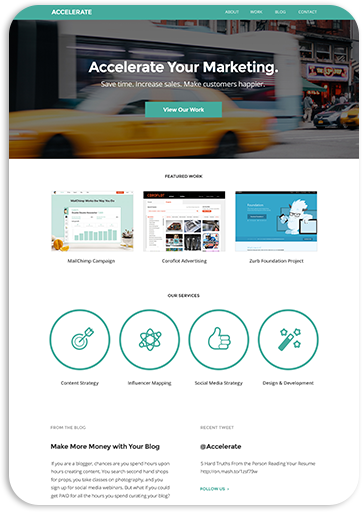 ACCELERATE
ABOUT WORK BLOG CONTACT
Accelerate Your Marketing.
Save time. Increase sales. Make customers happier.
View Our Work
FEATURED WORK
MailChimp Campaign
Coroflot Advertising
Zurb Foundation Project
OUR SERVICES
Content Strategy
Influencer Mapping
Social Media Strategy
Design & Development
FROM THE BLOG
Make More Money with Your Blog
If you are a blogger, chances are you spend hours upon
hours creating content. You search second hand shops
for props, you take classes on photography, and you
sign up for social media webinars. But what if you could
get PAID for all the hours you spend curating your blog?
RECENT TWEET
@Accelerate
5 Hard Truths From the Person Reading Your Resume
FOLLOW US